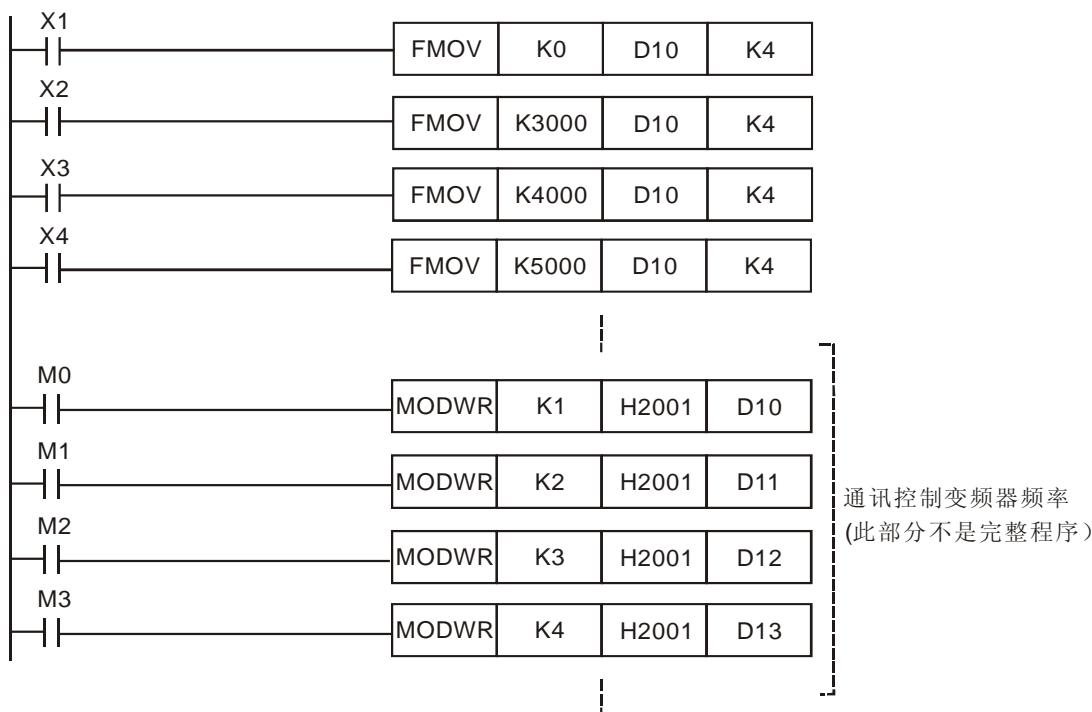 X1
FMOV K0 D10 K4
X2
FMOV K3000 D10 K4
X3
FMOV K4000 D10 K4
X4
FMOV K5000 D10 K4
M0
MODWR K1 H2001 D10
M1
MODWR K2 H2001 D11
M2
MODWR K3 H2001 D12
M3
MODWR K4 H2001 D13
通讯控制变频器频率
(此部分不是完整程序）